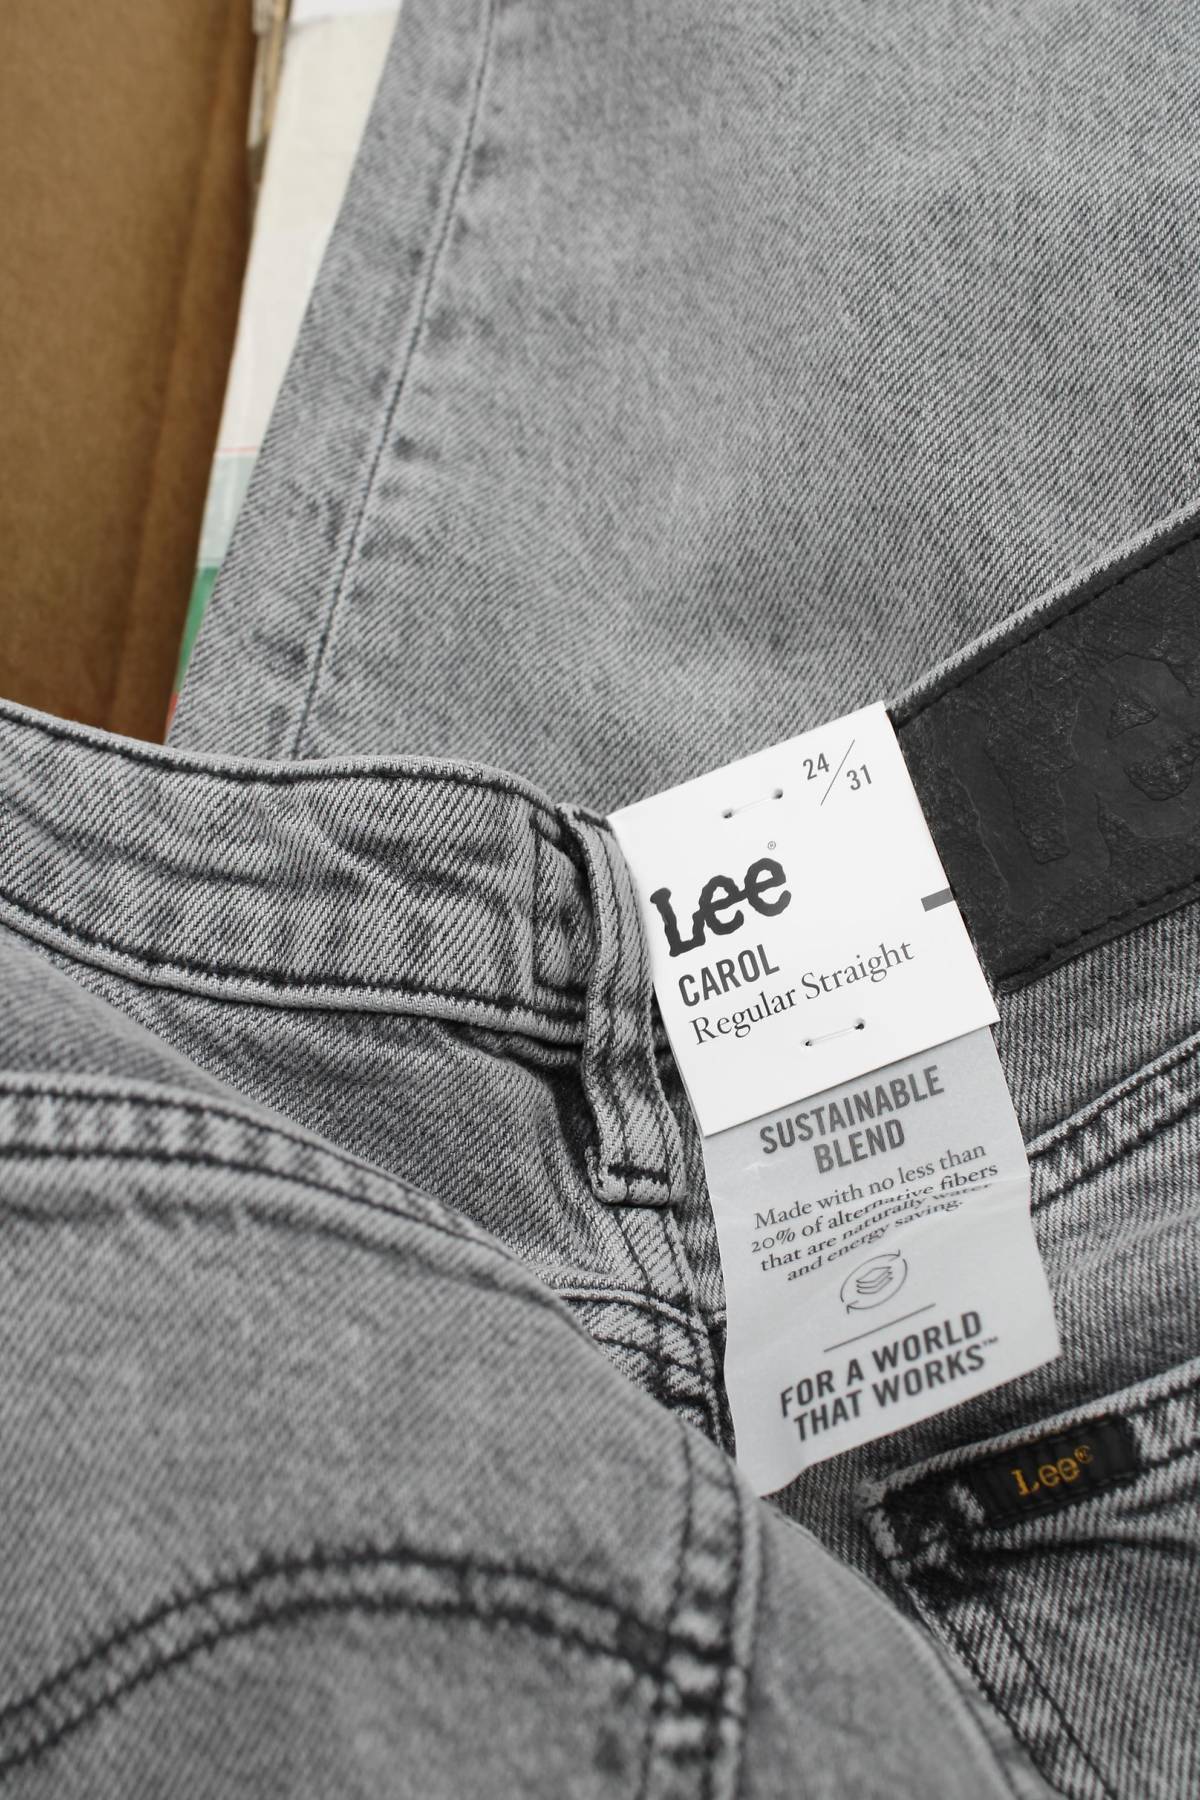 24/31
Lee®
CAROL
Regular Straight
SUSTAINABLE
BLEND
Made with no less than
20% of alternative fibers
that are naturally water
and energy saving.
FOR A WORLD
THAT WORKS™
Lee®